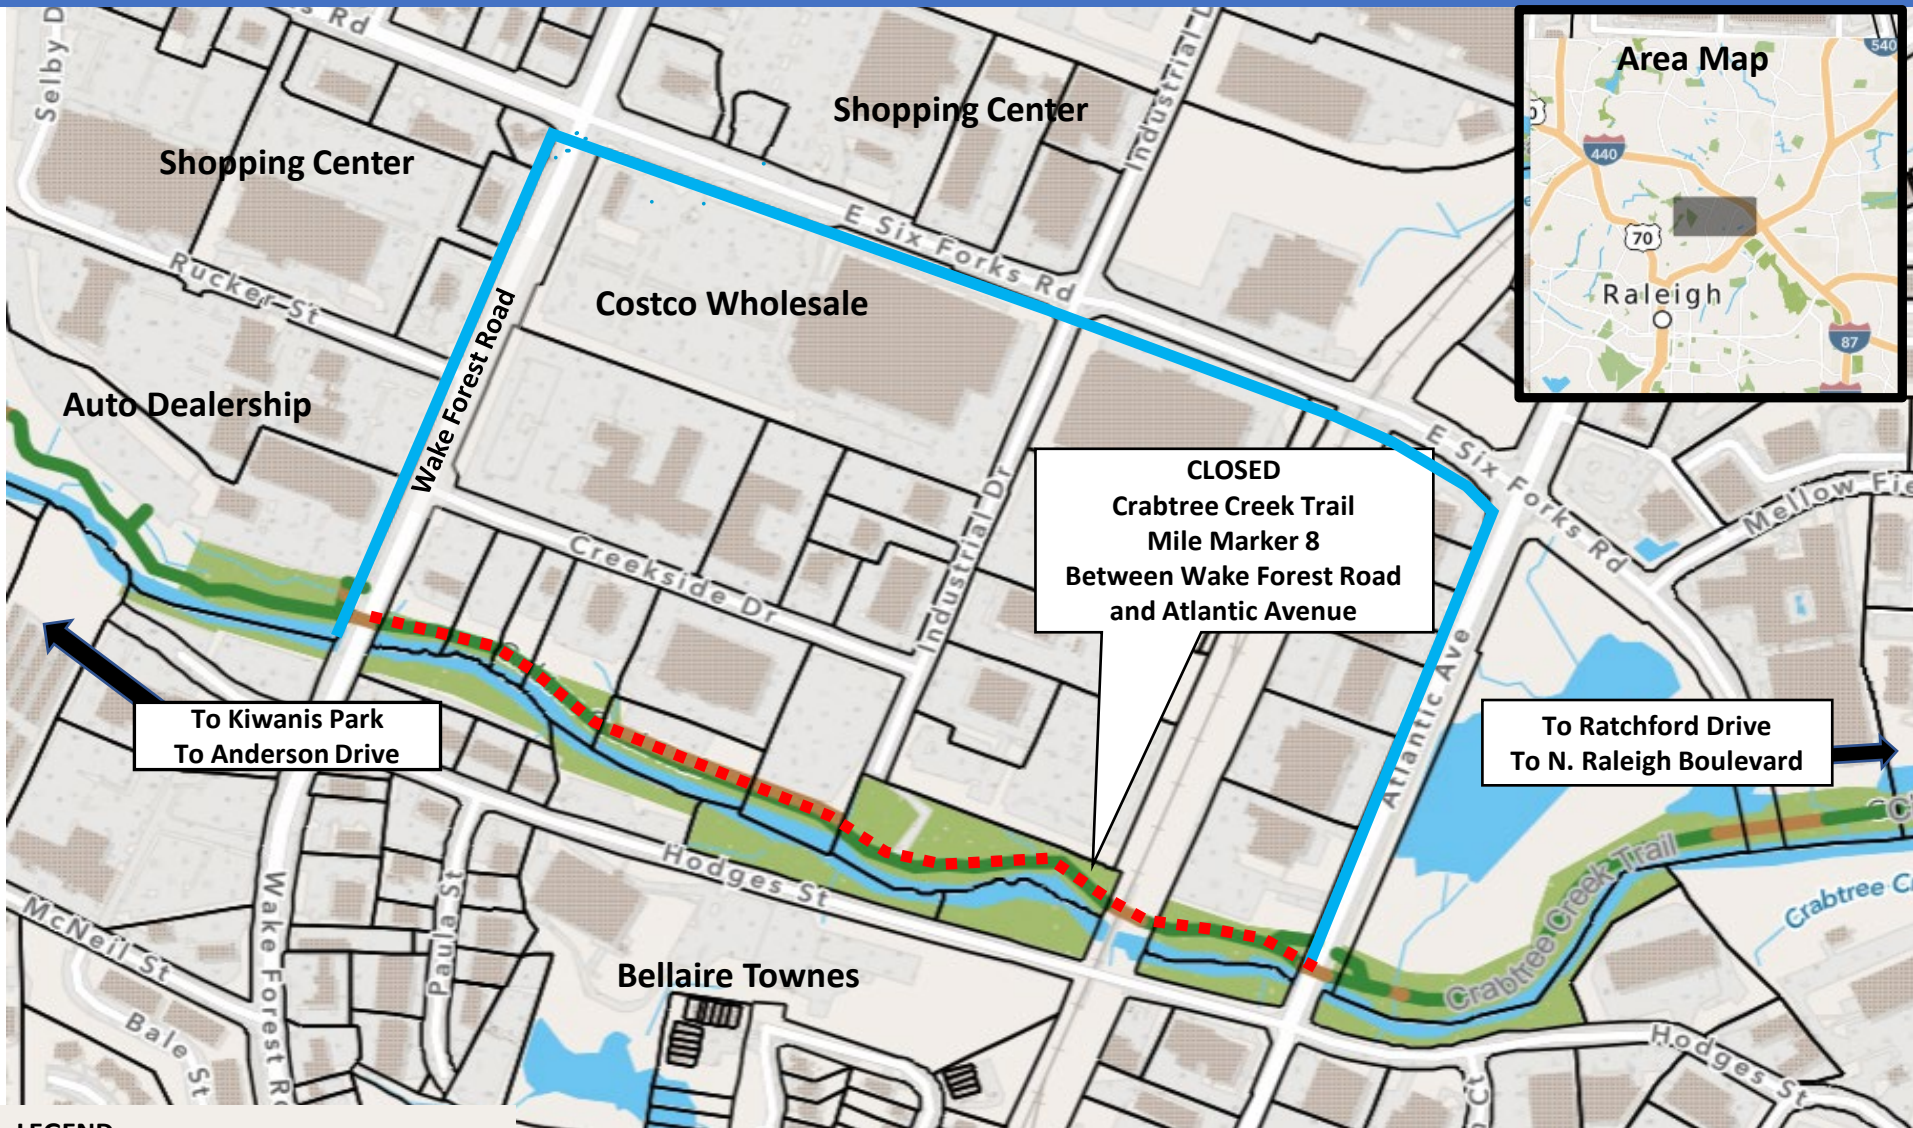 Selby D
s Rd
Industrial D
Area Map
540
440
70
Raleigh
87
Shopping Center
Shopping Center
E Six Forks Rd
Rucker St
Costco Wholesale
Wake Forest Road
Auto Dealership
E Six Forks Rd
Mellow Fie
CLOSED
Crabtree Creek Trail
Mile Marker 8
Between Wake Forest Road
and Atlantic Avenue
Industrial Dr
Creekside Dr
Atlantic Ave
To Kiwanis Park
To Anderson Drive
To Ratchford Drive
To N. Raleigh Boulevard
Crabtree Creek Trail
Crabtree C
Hodges St
Paula St
Wake Forest R
McNeil St
Bellaire Townes
Bale St
Hodges St
Ct
LEGEND